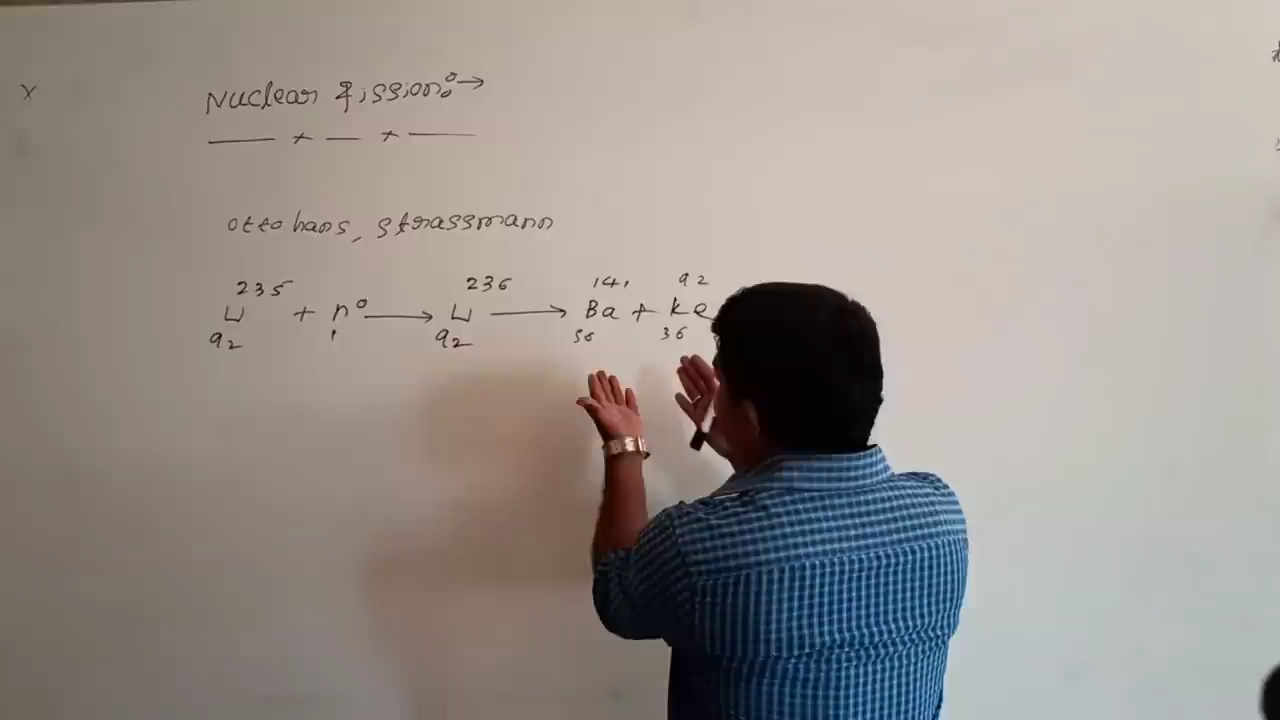 Nuclear fission:→
Otto hans, Strassmann
235 236 141 92
U + n⁰ → U → Ba + ke
92 1 92 56 36